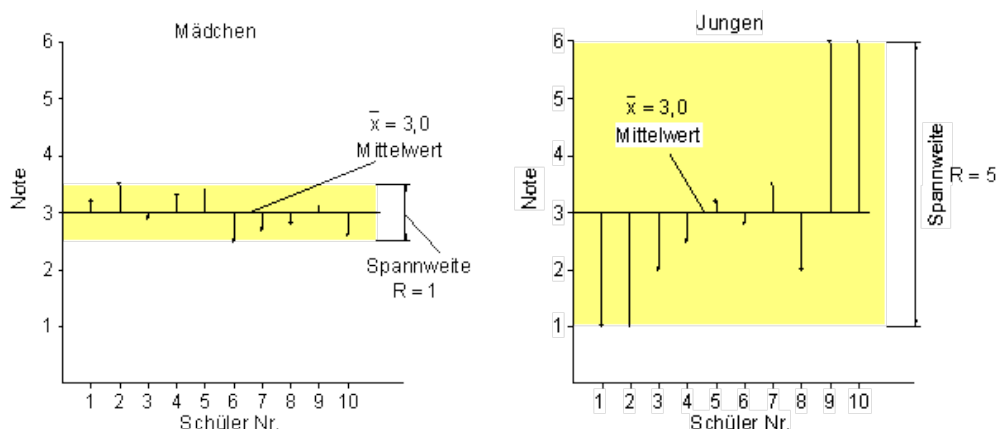 Mädchen
6
5
4
3
2
1
Note
x̅ = 3,0
Mittelwert
Spannweite
R = 1
1 2 3 4 5 6 7 8 9 10
Schüler Nr.
Jungen
6
5
4
3
2
1
Note
x̅ = 3,0
Mittelwert
Spannweite
R = 5
1 2 3 4 5 6 7 8 9 10
Schüler Nr.